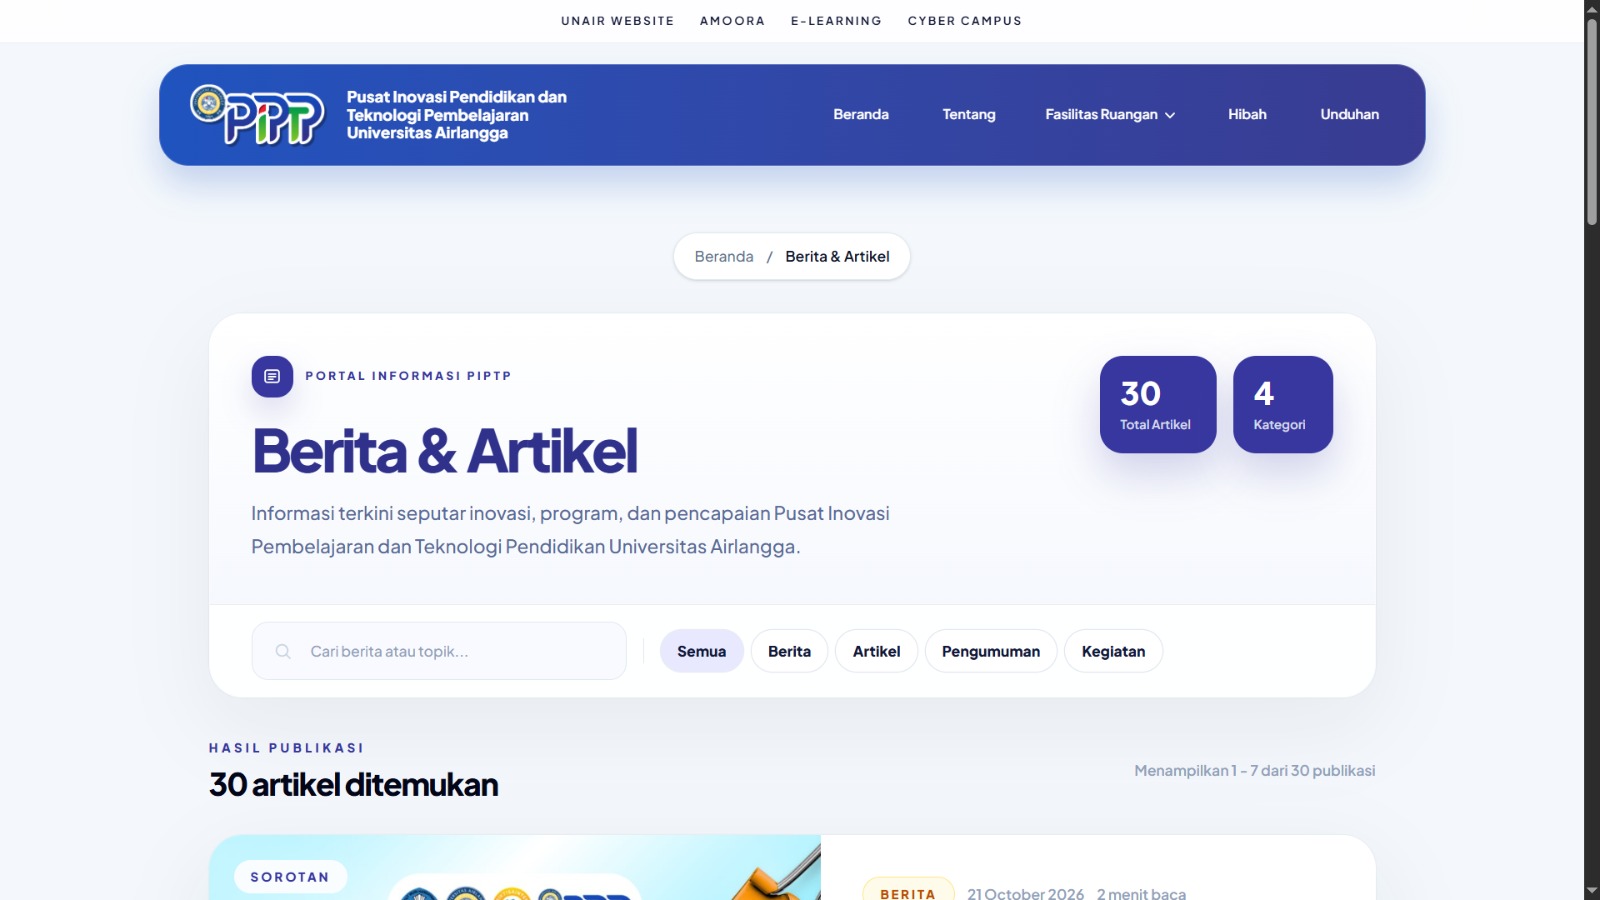 UNAIR WEBSITE AMOORA E-LEARNING CYBER CAMPUS
PIPTP
Pusat Inovasi Pendidikan dan
Teknologi Pembelajaran
Universitas Airlangga
Beranda Tentang Fasilitas Ruangan Hibah Unduhan
Beranda / Berita & Artikel
PORTAL INFORMASI PIPTP
Berita & Artikel
Informasi terkini seputar inovasi, program, dan pencapaian Pusat Inovasi
Pembelajaran dan Teknologi Pendidikan Universitas Airlangga.
30
Total Artikel
4
Kategori
Cari berita atau topik...
Semua Berita Artikel Pengumuman Kegiatan
HASIL PUBLIKASI
30 artikel ditemukan
Menampilkan 1 - 7 dari 30 publikasi
SOROTAN
BERITA 21 October 2026 2 menit baca